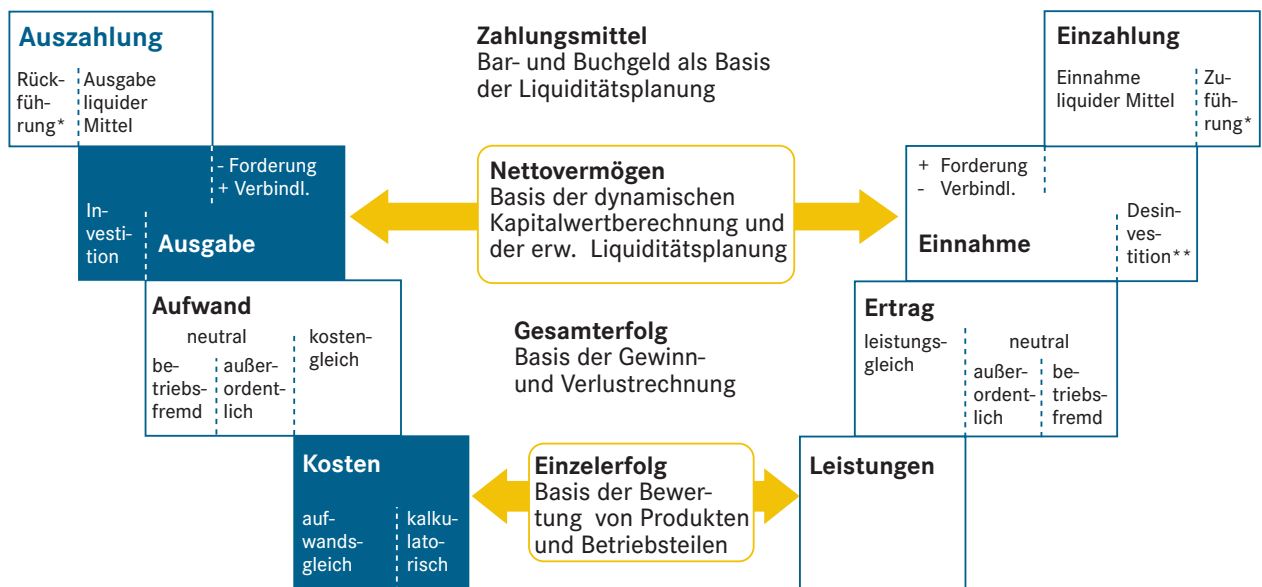 Auszahlung
Rück-
füh-
rung*
Ausgabe
liquider
Mittel
Zahlungsmittel
Bar- und Buchgeld als Basis
der Liquiditätsplanung
Einzahlung
Einnahme
liquider Mittel
Zu-
füh-
rung*
- Forderung
+ Verbindl.
In-
vesti-
tion
Ausgabe
Nettovermögen
Basis der dynamischen
Kapitalwertberechnung und
der erw. Liquiditätsplanung
+ Forderung
- Verbindl.
Einnahme
Desin-
ves-
tition**
Aufwand
neutral
be-
triebs-
fremd
außer-
ordent-
lich
kosten-
gleich
Gesamterfolg
Basis der Gewinn-
und Verlustrechnung
Ertrag
leistungs-
gleich
neutral
außer-
ordent-
lich
be-
triebs-
fremd
Kosten
auf-
wands-
gleich
kalku-
lato-
risch
Einzelerfolg
Basis der Bewer-
tung von Produkten
und Betriebsteilen
Leistungen